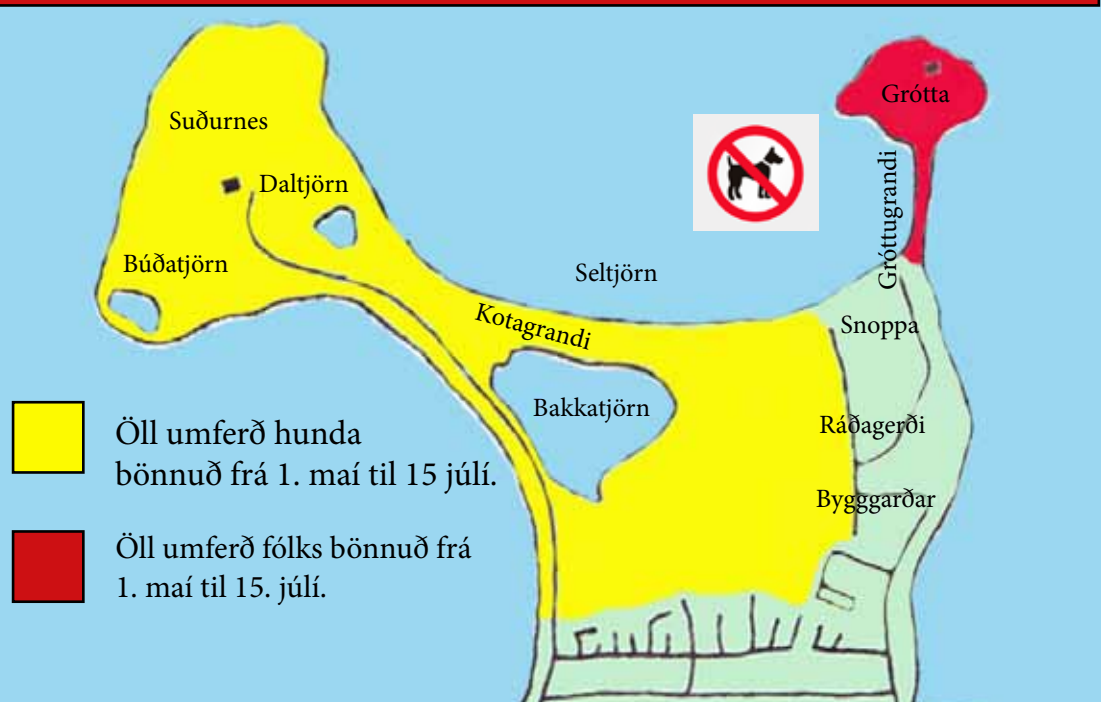 Grótta
Suðurnes
Daltjörn
Gróttugrandi
Búðatjörn
Seltjörn
Kotagrandi
Snoppa
Bakkatjörn
Ráðagerði
Bygggarðar
Öll umferð hunda
bönnuð frá 1. maí til 15 júlí.
Öll umferð fólks bönnuð frá
1. maí til 15. júlí.